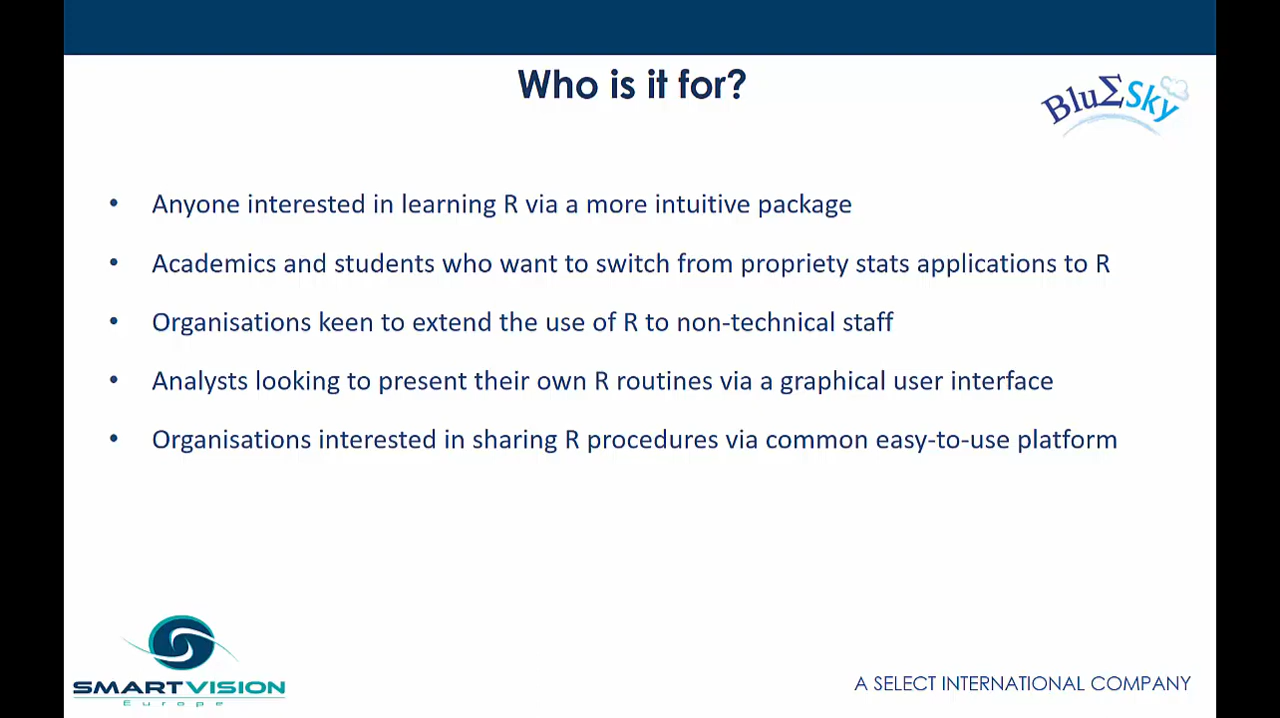 Who is it for?
BluΣSky
• Anyone interested in learning R via a more intuitive package
• Academics and students who want to switch from propriety stats applications to R
• Organisations keen to extend the use of R to non-technical staff
• Analysts looking to present their own R routines via a graphical user interface
• Organisations interested in sharing R procedures via common easy-to-use platform
SMARTVISION
Europe
A SELECT INTERNATIONAL COMPANY